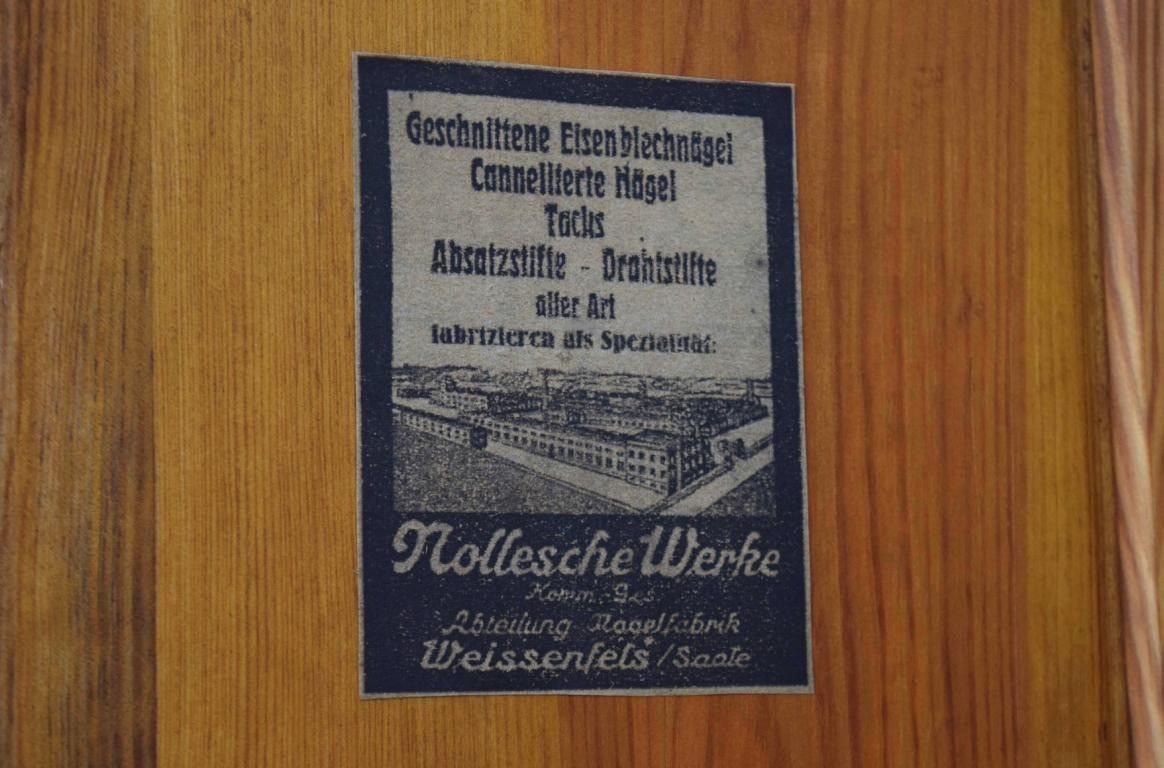 Geschnittene Eisenblechnägel
Cannelierte Nägel
Tacks
Absatzstifte - Drahtstifte
aller Art
fabrizieren als Spezialität:
Nollesche Werke
Komm.-Ges.
Abteilung Nagelfabrik
Weissenfels /Saale